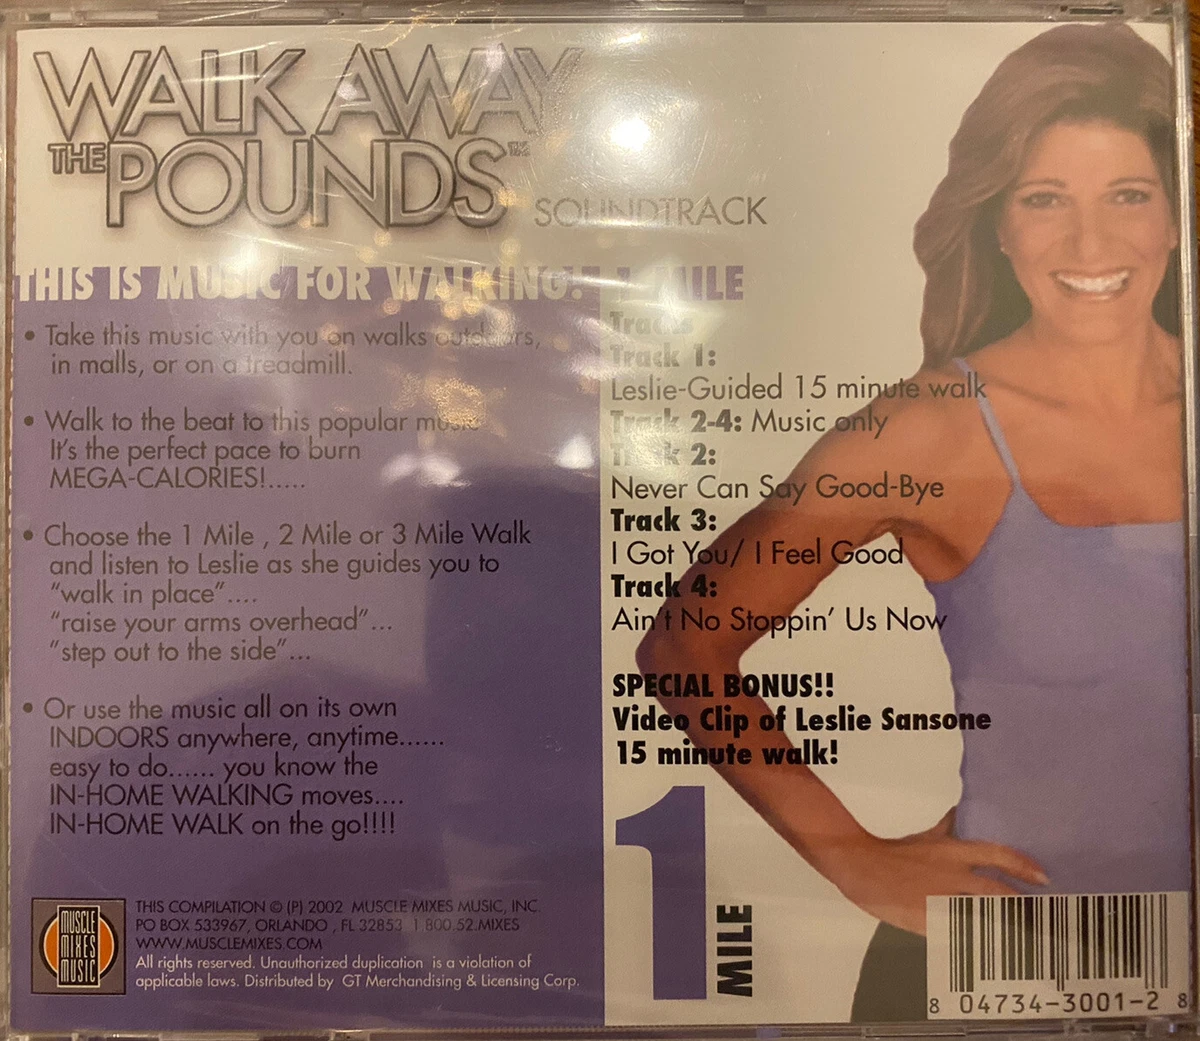 WALK AWAY
THE POUNDS™
SOUNDTRACK
THIS IS MUSIC FOR WALKING!
• Take this music with you on walks outdoors,
in malls, or on a treadmill.
• Walk to the beat to this popular music
It's the perfect pace to burn
MEGA-CALORIES!.....
• Choose the 1 Mile , 2 Mile or 3 Mile Walk
and listen to Leslie as she guides you to
“walk in place”....
“raise your arms overhead”...
“step out to the side”...
• Or use the music all on its own
INDOORS anywhere, anytime......
easy to do...... you know the
IN-HOME WALKING moves....
IN-HOME WALK on the go!!!!
1 MILE
Tracks
Track 1:
Leslie-Guided 15 minute walk
Track 2-4: Music only
Track 2:
Never Can Say Good-Bye
Track 3:
I Got You/ I Feel Good
Track 4:
Ain't No Stoppin' Us Now
SPECIAL BONUS!!
Video Clip of Leslie Sansone
15 minute walk!
1
MILE
MUSCLE
MIXES
MUSIC
THIS COMPILATION © (P) 2002 MUSCLE MIXES MUSIC, INC.
PO BOX 533967, ORLANDO , FL 32853 1 800.52.MIXES
WWW.MUSCLEMIXES.COM
All rights reserved. Unauthorized duplication is a violation of
applicable laws. Distributed by GT Merchandising & Licensing Corp.
8 04734-3001-2 8